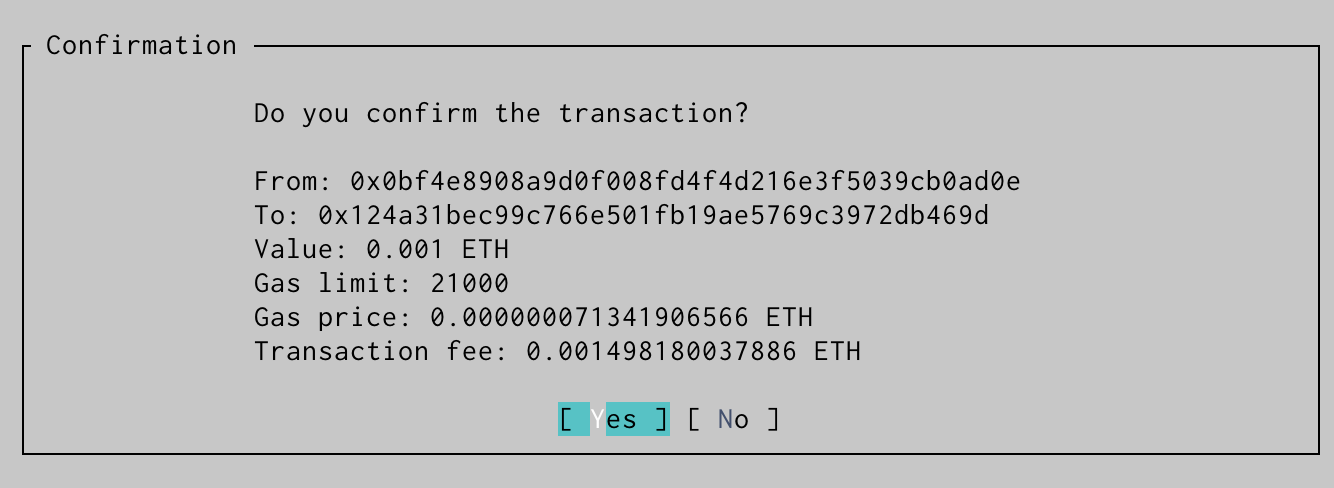 Confirmation
Do you confirm the transaction?
From: 0x0bf4e8908a9d0f008fd4f4d216e3f5039cb0ad0e
To: 0x124a31bec99c766e501fb19ae5769c3972db469d
Value: 0.001 ETH
Gas limit: 21000
Gas price: 0.000000071341906566 ETH
Transaction fee: 0.001498180037886 ETH
[ Yes ] [ No ]